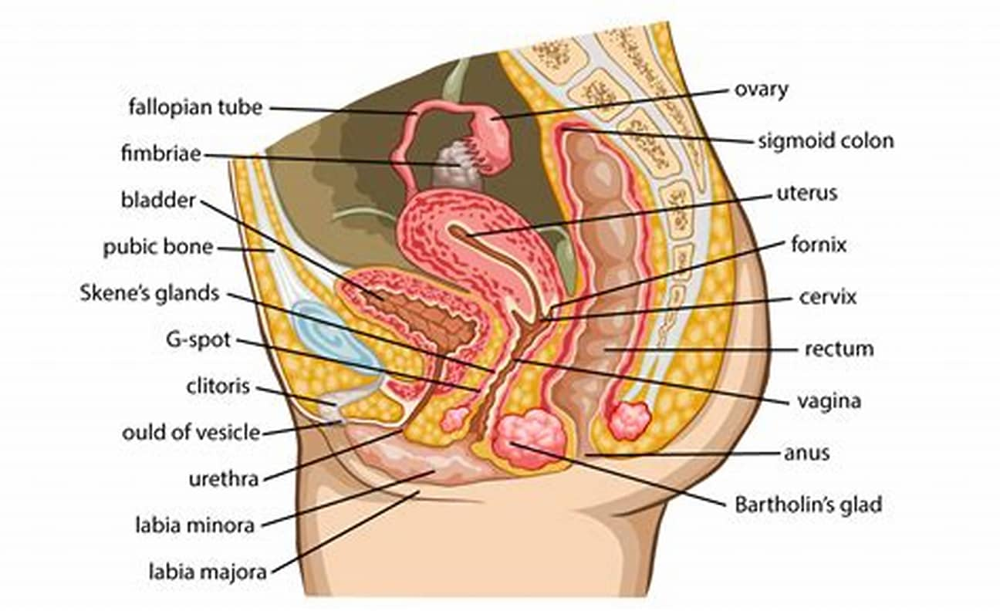 fallopian tube
fimbriae
bladder
pubic bone
Skene's glands
G-spot
clitoris
ould of vesicle
urethra
labia minora
labia majora
ovary
sigmoid colon
uterus
fornix
cervix
rectum
vagina
anus
Bartholin's glad